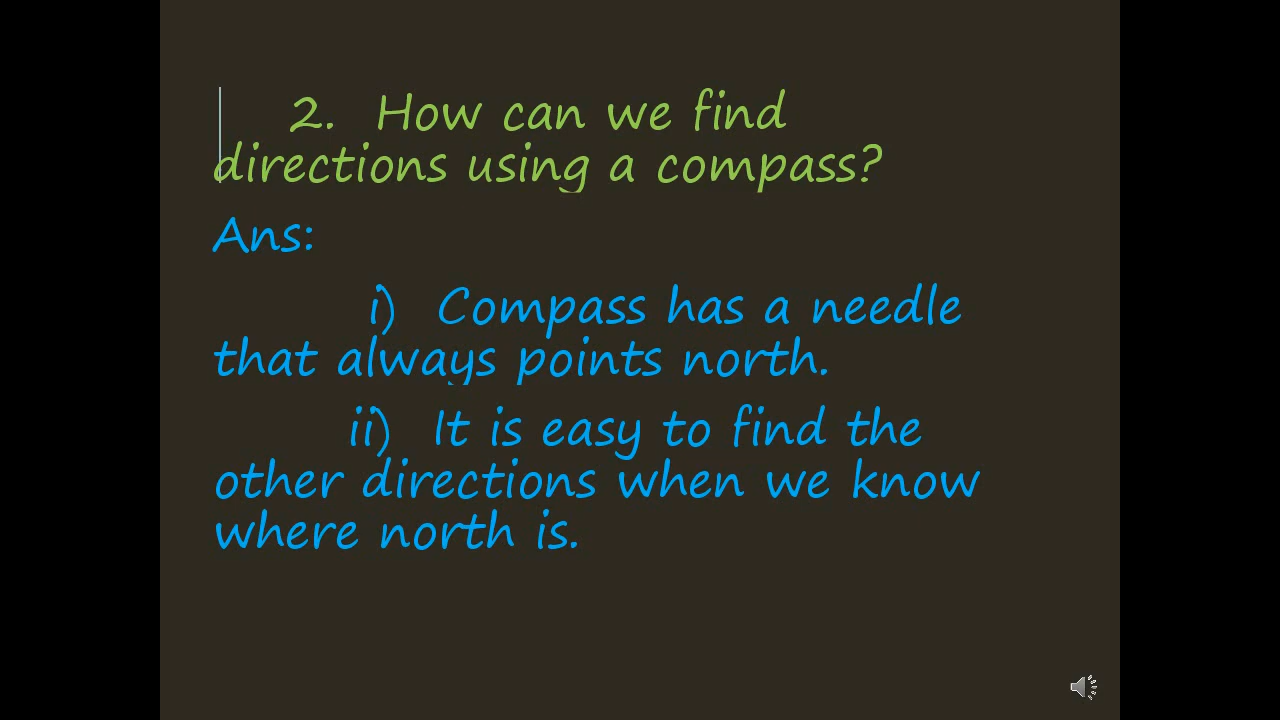 2. How can we find
directions using a compass?
Ans:
i) Compass has a needle
that always points north.
ii) It is easy to find the
other directions when we know
where north is.